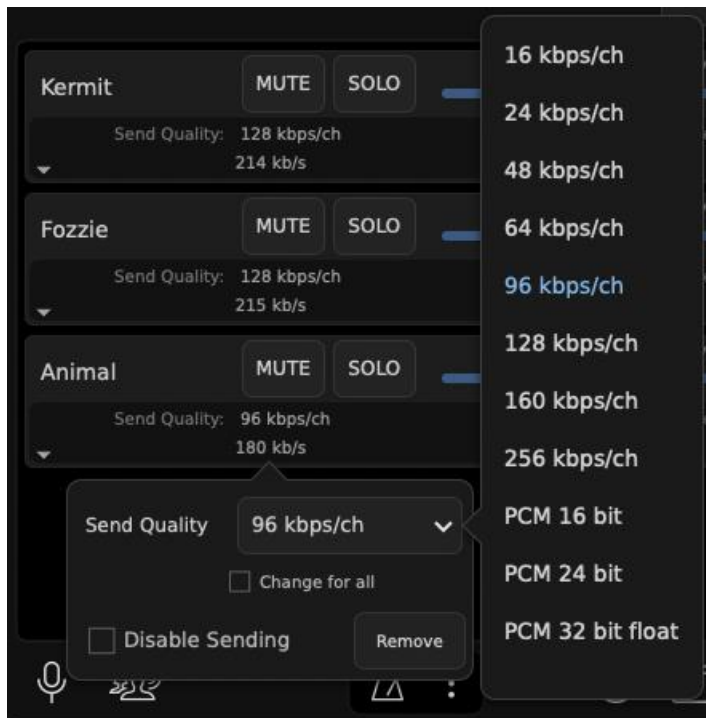 Kermit MUTE SOLO
Send Quality: 128 kbps/ch
214 kb/s
Fozzie MUTE SOLO
Send Quality: 128 kbps/ch
215 kb/s
Animal MUTE SOLO
Send Quality: 96 kbps/ch
180 kb/s
Send Quality 96 kbps/ch
Change for all
Disable Sending Remove
16 kbps/ch
24 kbps/ch
48 kbps/ch
64 kbps/ch
96 kbps/ch
128 kbps/ch
160 kbps/ch
256 kbps/ch
PCM 16 bit
PCM 24 bit
PCM 32 bit float